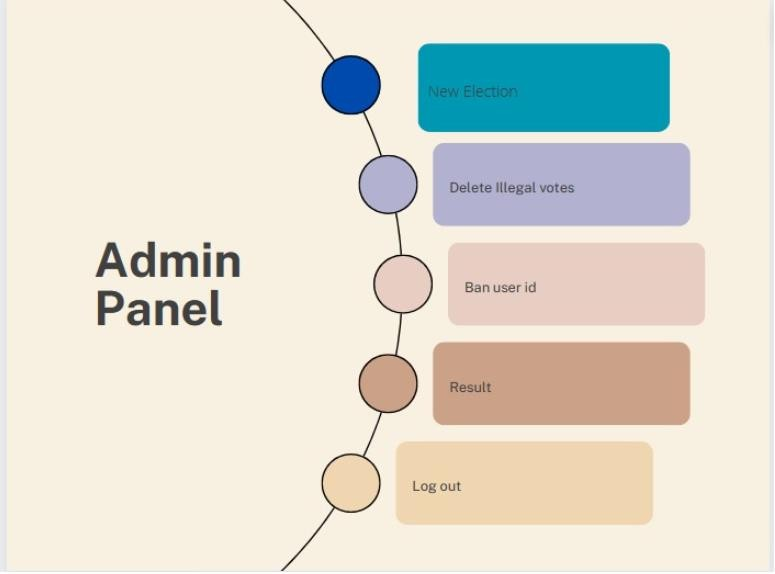 Admin
Panel
New Election
Delete Illegal votes
Ban user id
Result
Log out